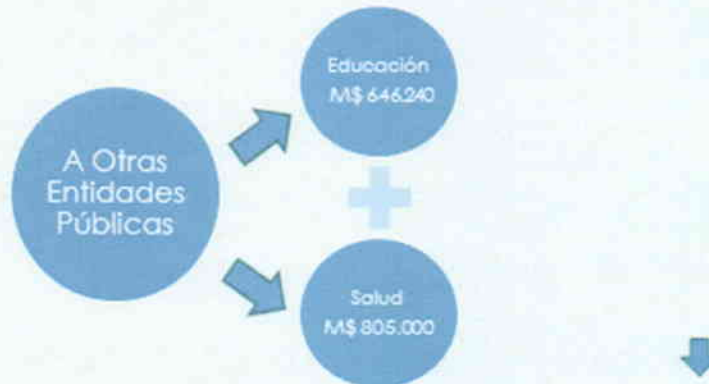 Educación
M$ 646.240
A Otras
Entidades
Públicas
Salud
M$ 805.000